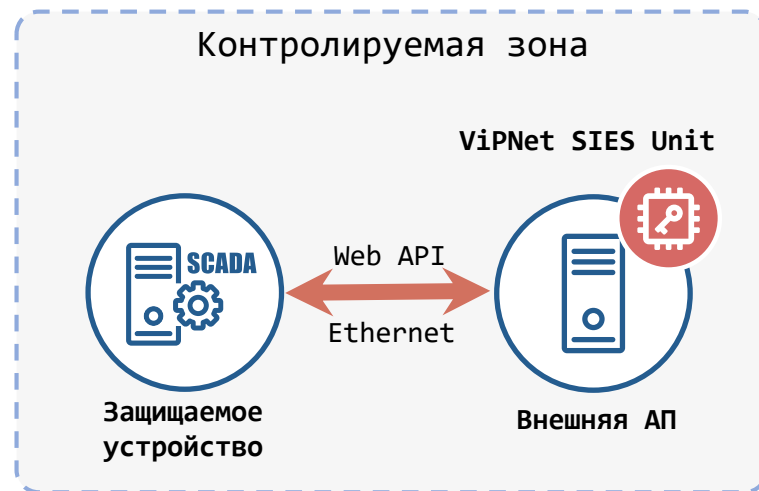 Контролируемая зона
ViPNet SIES Unit
SCADA
Web API
Ethernet
Защищаемое
устройство
Внешняя АП